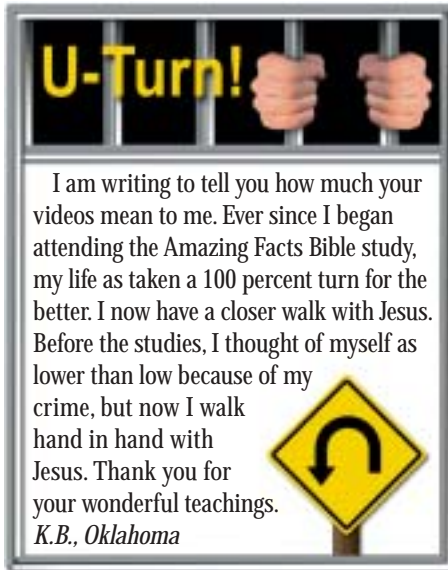 U-Turn!
I am writing to tell you how much your
videos mean to me. Ever since I began
attending the Amazing Facts Bible study,
my life as taken a 100 percent turn for the
better. I now have a closer walk with Jesus.
Before the studies, I thought of myself as
lower than low because of my
crime, but now I walk
hand in hand with
Jesus. Thank you for
your wonderful teachings.
K.B., Oklahoma